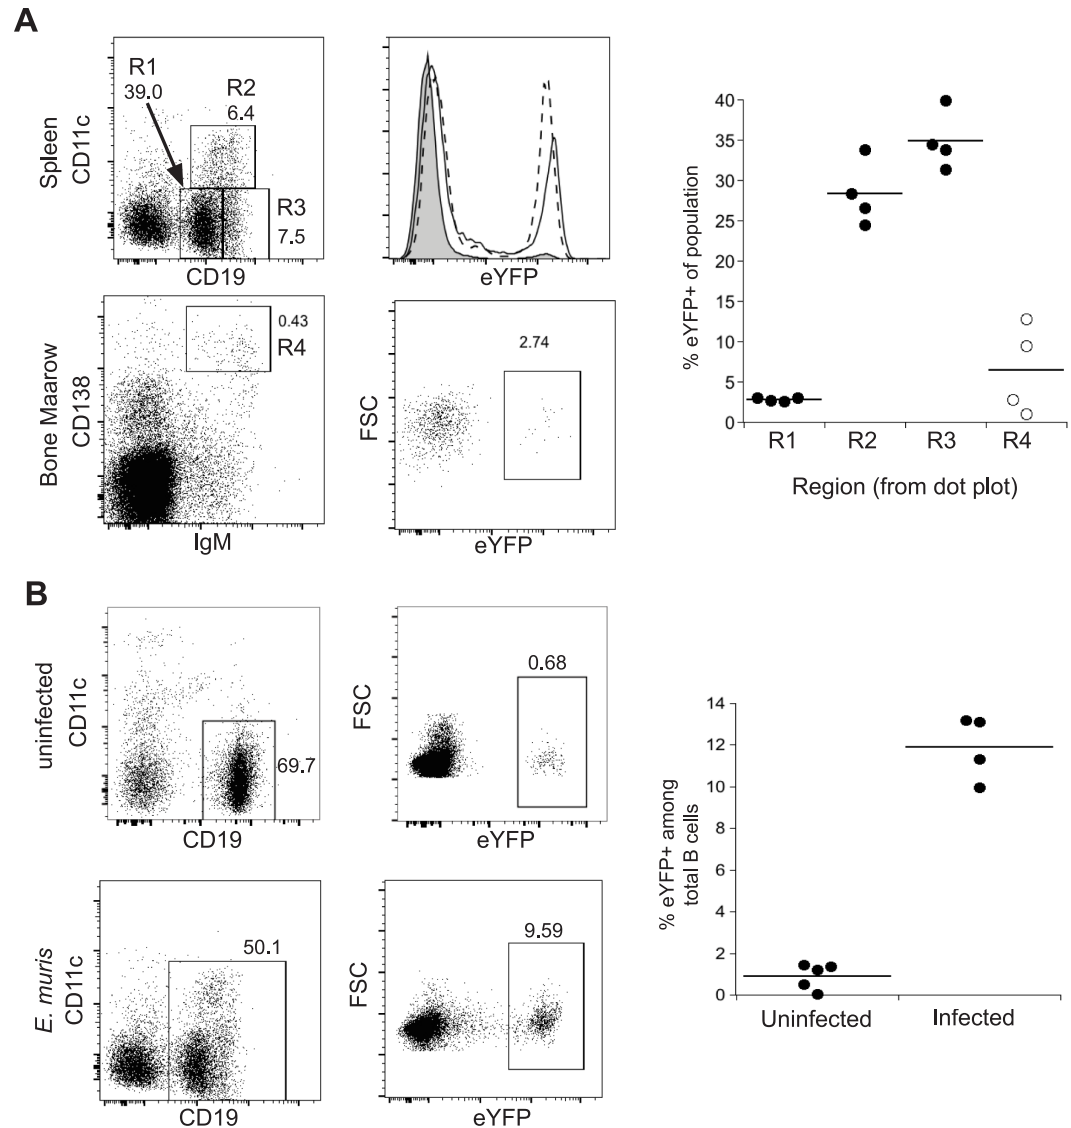 A
Spleen
CD11c
R1
39.0
R2
6.4
R3
7.5
CD19
eYFP
Bone Maarow
CD138
0.43
R4
IgM
FSC
2.74
eYFP
% eYFP+ of population
40
35
30
25
20
15
10
5
0
R1 R2 R3 R4
Region (from dot plot)
B
uninfected
CD11c
69.7
CD19
FSC
0.68
eYFP
E. muris
CD11c
50.1
CD19
FSC
9.59
eYFP
% eYFP+ among
total B cells
14
12
10
8
6
4
2
0
Uninfected Infected